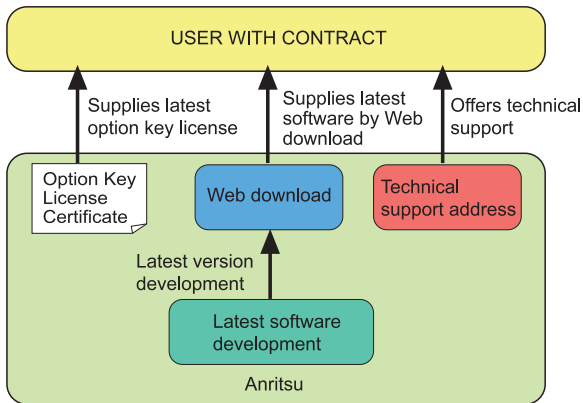 USER WITH CONTRACT
Supplies latest
option key license
Supplies latest
software by Web
download
Offers technical
support
Option Key
License
Certificate
Web download
Technical
support address
Latest version
development
Latest software
development
Anritsu